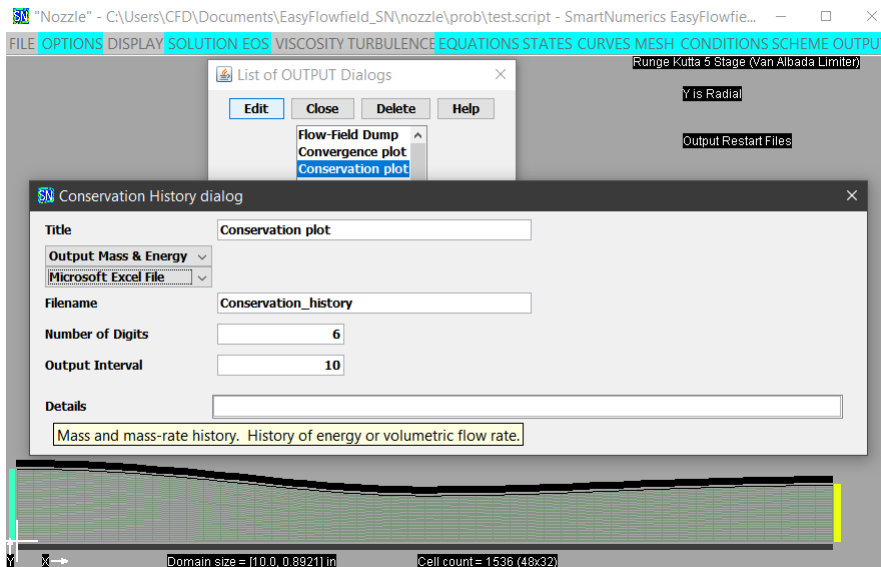 "Nozzle" - C:\Users\CFD\Documents\EasyFlowfield_SN\nozzle\prob\test.script - SmartNumerics EasyFlowfie...
FILE OPTIONS DISPLAY SOLUTION EOS VISCOSITY TURBULENCE EQUATIONS STATES CURVES MESH CONDITIONS SCHEME OUTPU
Runge Kutta 5 Stage (Van Albada Limiter)
List of OUTPUT Dialogs
Y is Radial
Edit Close Delete Help
Flow-Field Dump
Output Restart Files
Convergence plot
Conservation plot
SN Conservation History dialog
Title Conservation plot
Output Mass & Energy
Microsoft Excel File
Filename Conservation_history
Number of Digits 6
Output Interval 10
Details
Mass and mass-rate history. History of energy or volumetric flow rate.
Y X Domain size = [10.0, 0.8921] in Cell count = 1536 (48x32)